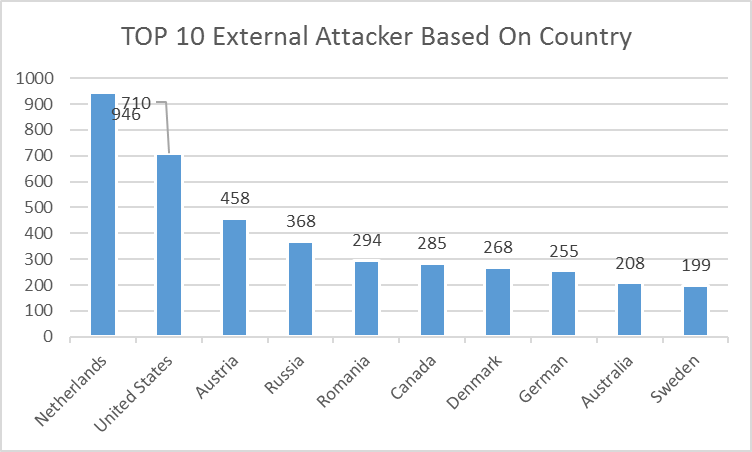 TOP 10 External Attacker Based On Country
1000
900
800
700
600
500
400
300
200
100
0
946
710
458
368
294
285
268
255
208
199
Netherlands
United States
Austria
Russia
Romania
Canada
Denmark
German
Australia
Sweden